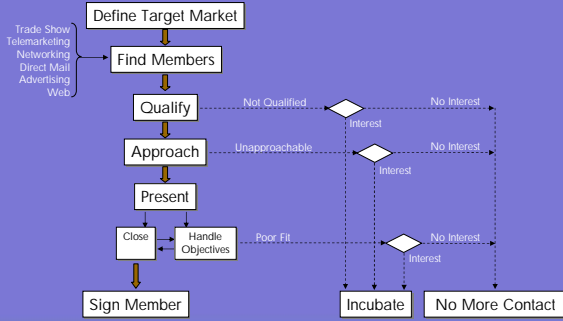 Define Target Market
Trade Show
Telemarketing
Networking
Direct Mail
Advertising
Web
Find Members
Qualify
Not Qualified
No Interest
Interest
Approach
Unapproachable
No Interest
Interest
Present
Close
Handle
Objectives
Poor Fit
No Interest
Interest
Sign Member
Incubate
No More Contact